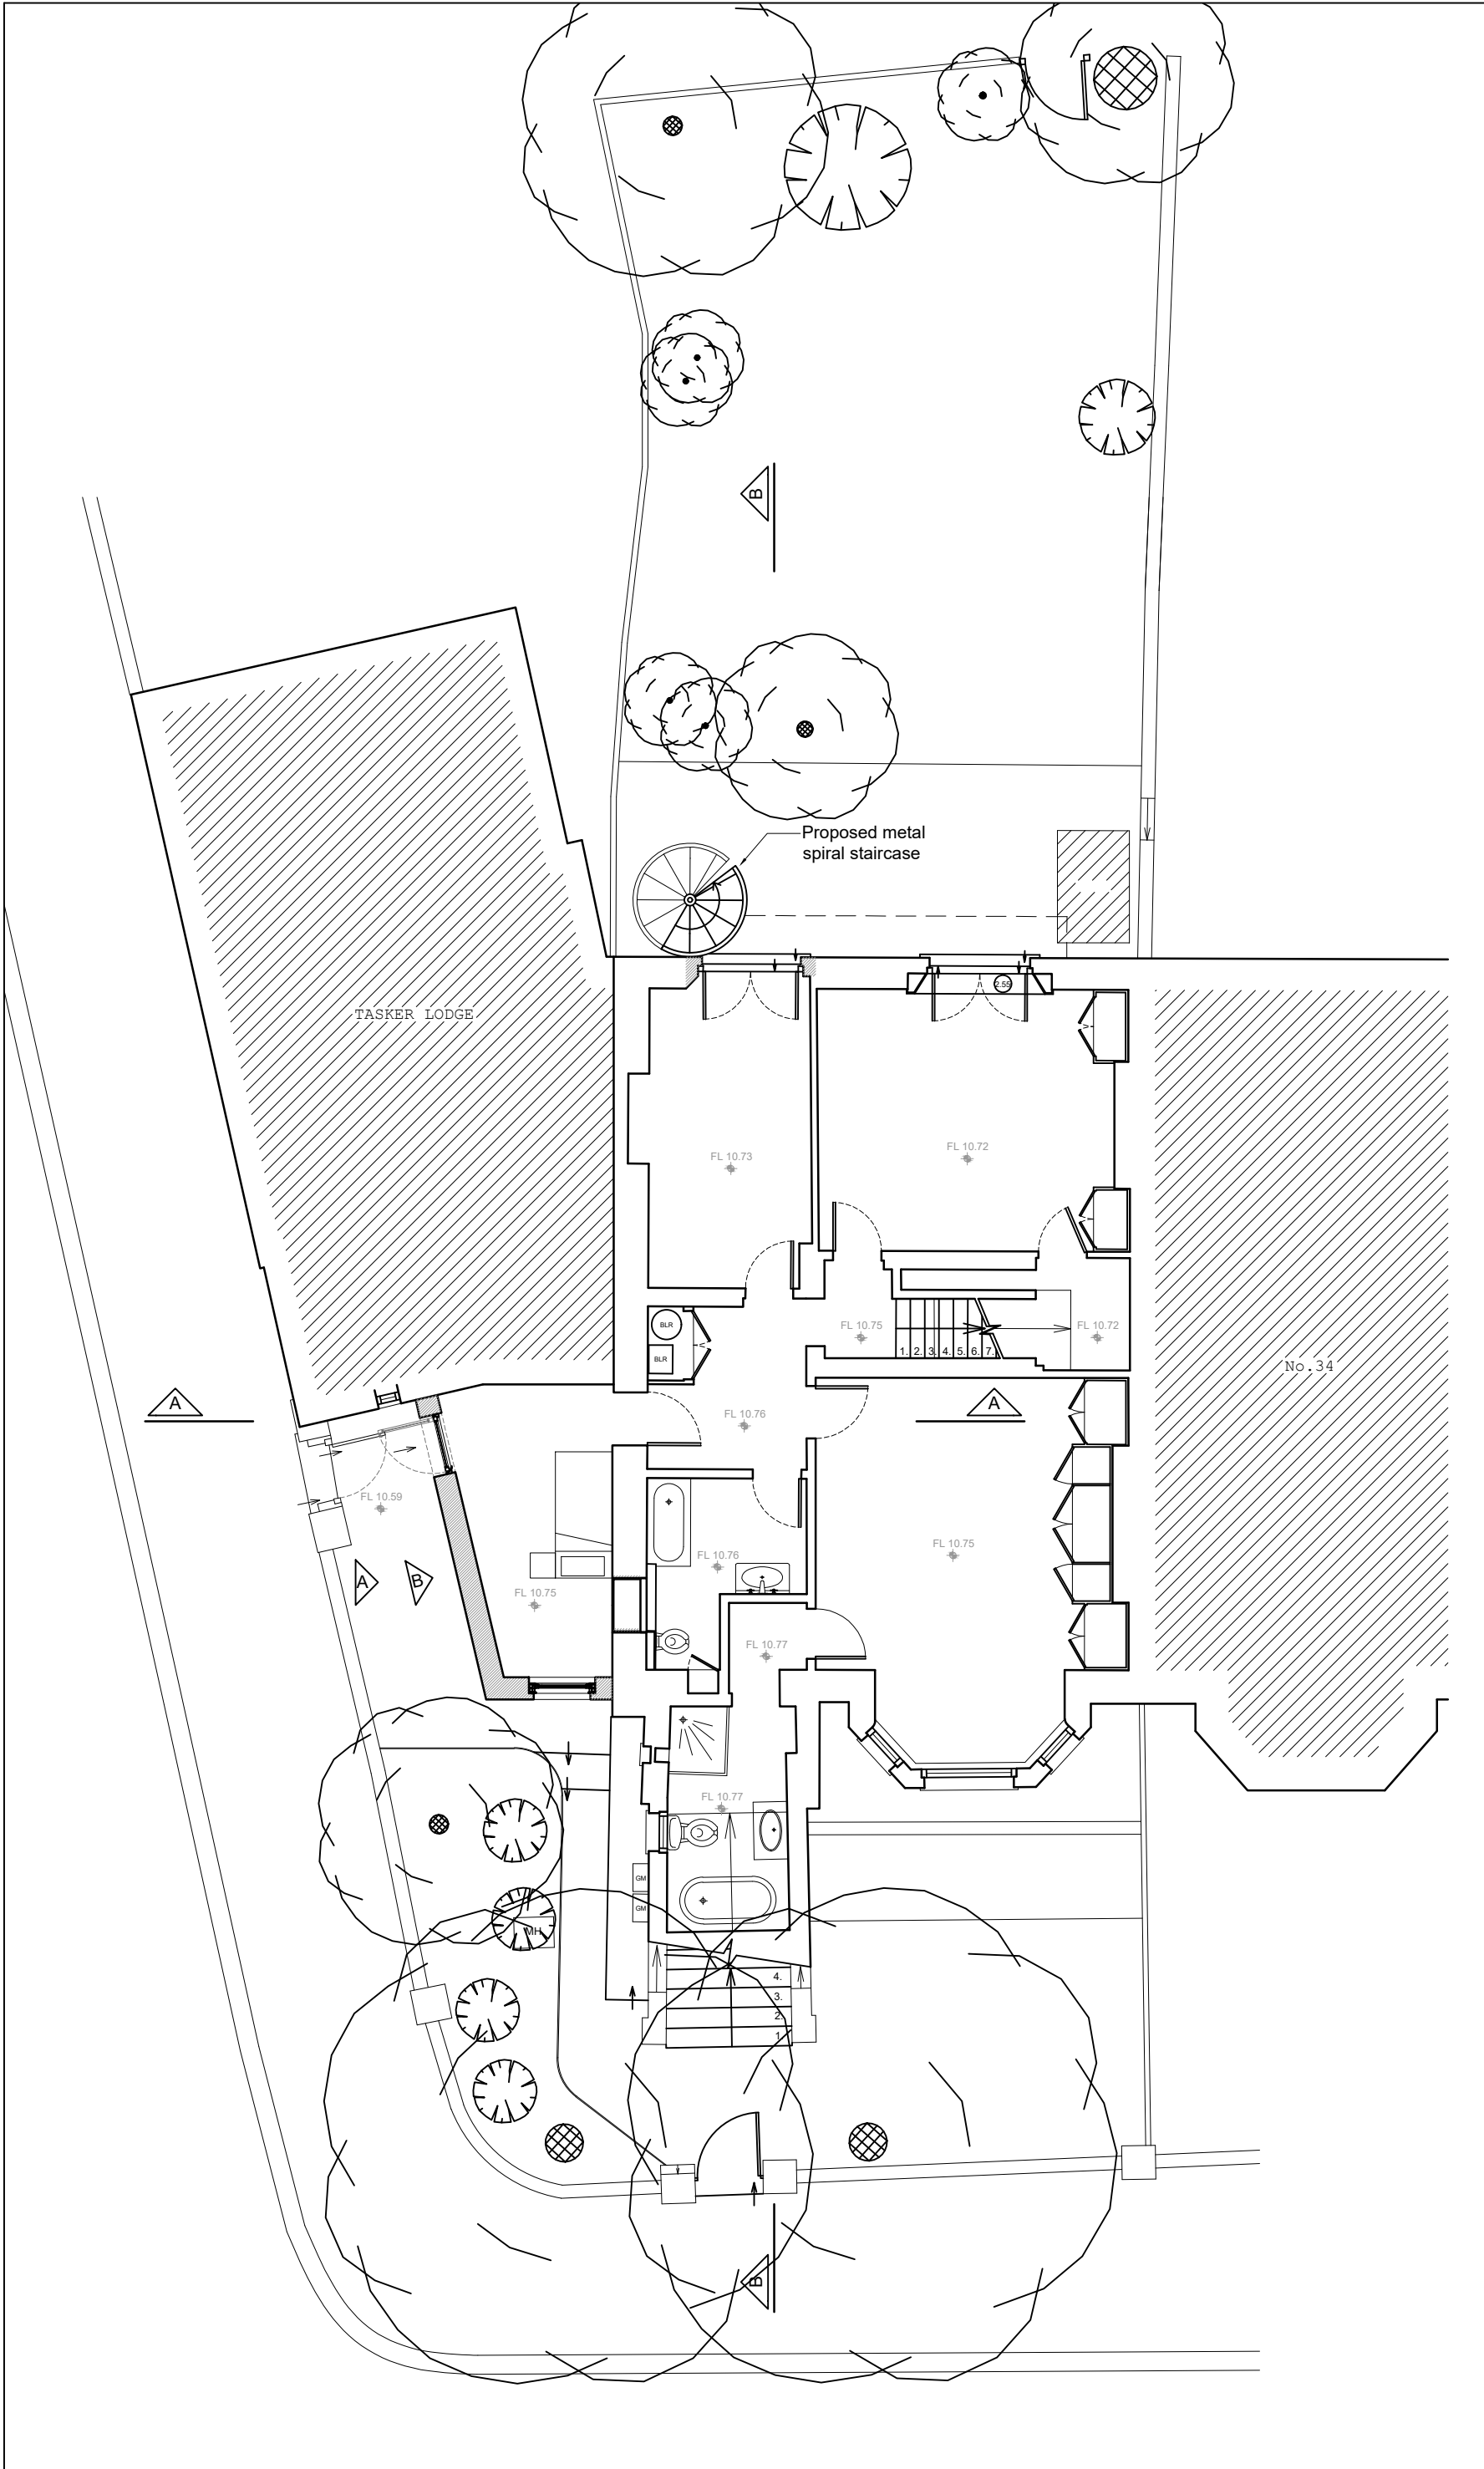 B
Proposed metal
spiral staircase
2.55
TASKER LODGE
FL 10.73
FL 10.72
BLR
BLR
FL 10.75
1. 2. 3. 4. 5. 6. 7.
FL 10.72
No.34
A
A
FL 10.76
FL 10.59
A
B
FL 10.75
FL 10.76
FL 10.75
FL 10.77
FL 10.77
GM
GM
MH
4.
3.
2.
1.
B